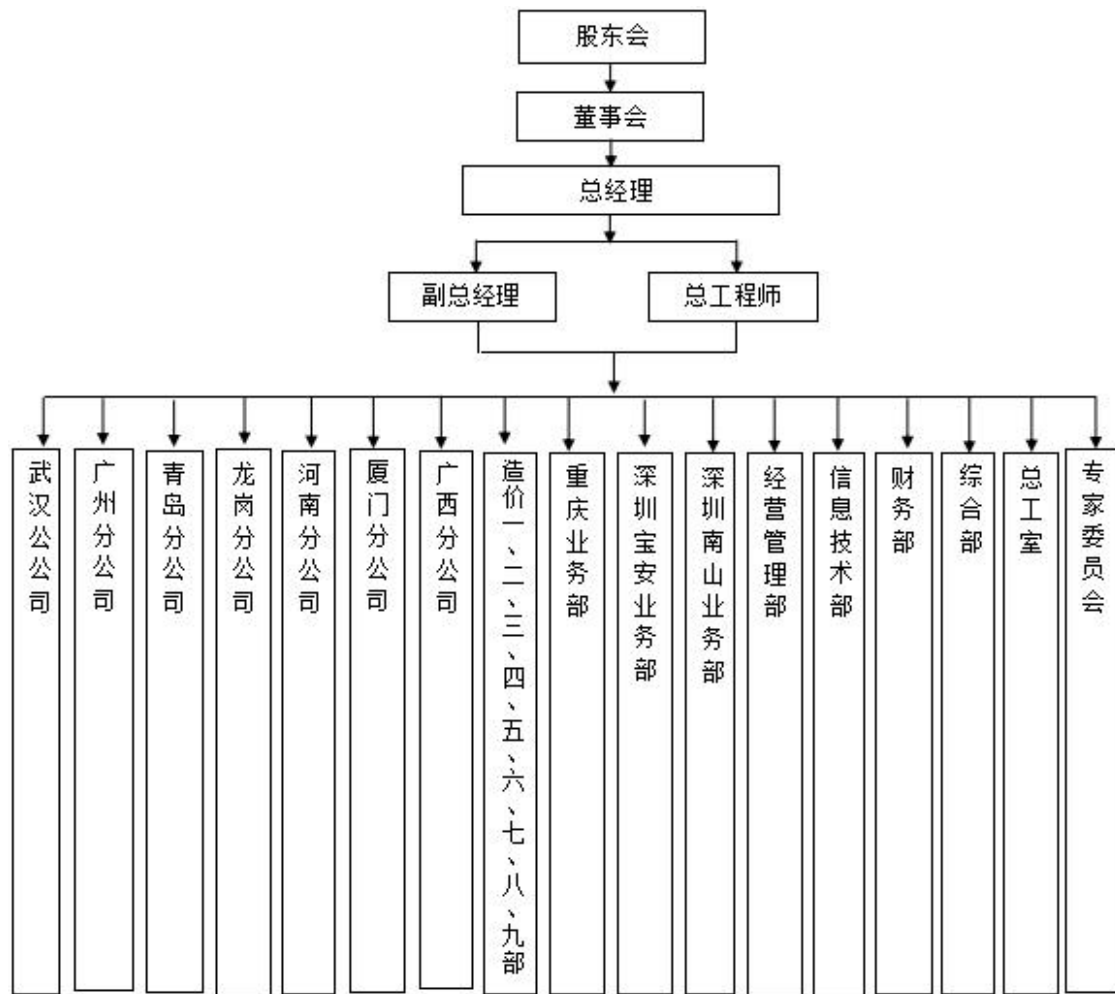 股东会
董事会
总经理
副总经理
总工程师
武汉公公司
广州分公司
青岛分公司
龙岗分公司
河南分公司
厦门分公司
广西分公司
造价一、二、三、四、五、六、七、八、九部
重庆业务部
深圳宝安业务部
深圳南山业务部
经营管理部
信息技术部
财务部
综合部
总工室
专家委员会